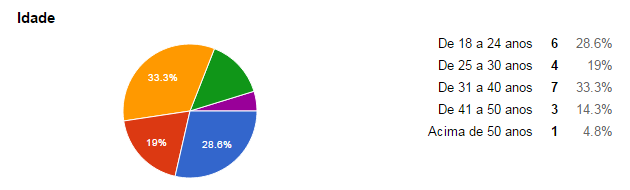 Idade
De 18 a 24 anos 6 28.6%
De 25 a 30 anos 4 19%
De 31 a 40 anos 7 33.3%
De 41 a 50 anos 3 14.3%
Acima de 50 anos 1 4.8%
33.3%
19%
28.6%